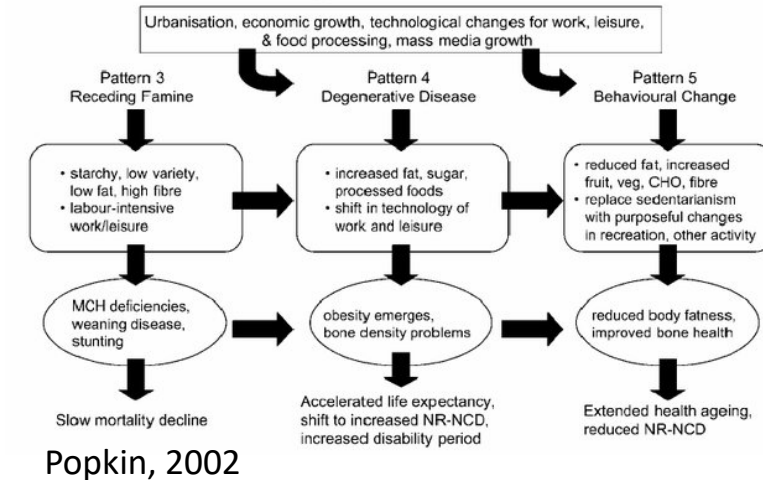 Urbanisation, economic growth, technological changes for work, leisure,
& food processing, mass media growth
Pattern 3
Receding Famine
Pattern 4
Degenerative Disease
Pattern 5
Behavioural Change
• starchy, low variety,
low fat, high fibre
• labour-intensive
work/leisure
• increased fat, sugar,
processed foods
• shift in technology of
work and leisure
• reduced fat, increased
fruit, veg, CHO, fibre
• replace sedentarianism
with purposeful changes
in recreation, other activity
MCH deficiencies,
weaning disease,
stunting
obesity emerges,
bone density problems
reduced body fatness,
improved bone health
Slow mortality decline
Accelerated life expectancy,
shift to increased NR-NCD,
increased disability period
Extended health ageing,
reduced NR-NCD
Popkin, 2002